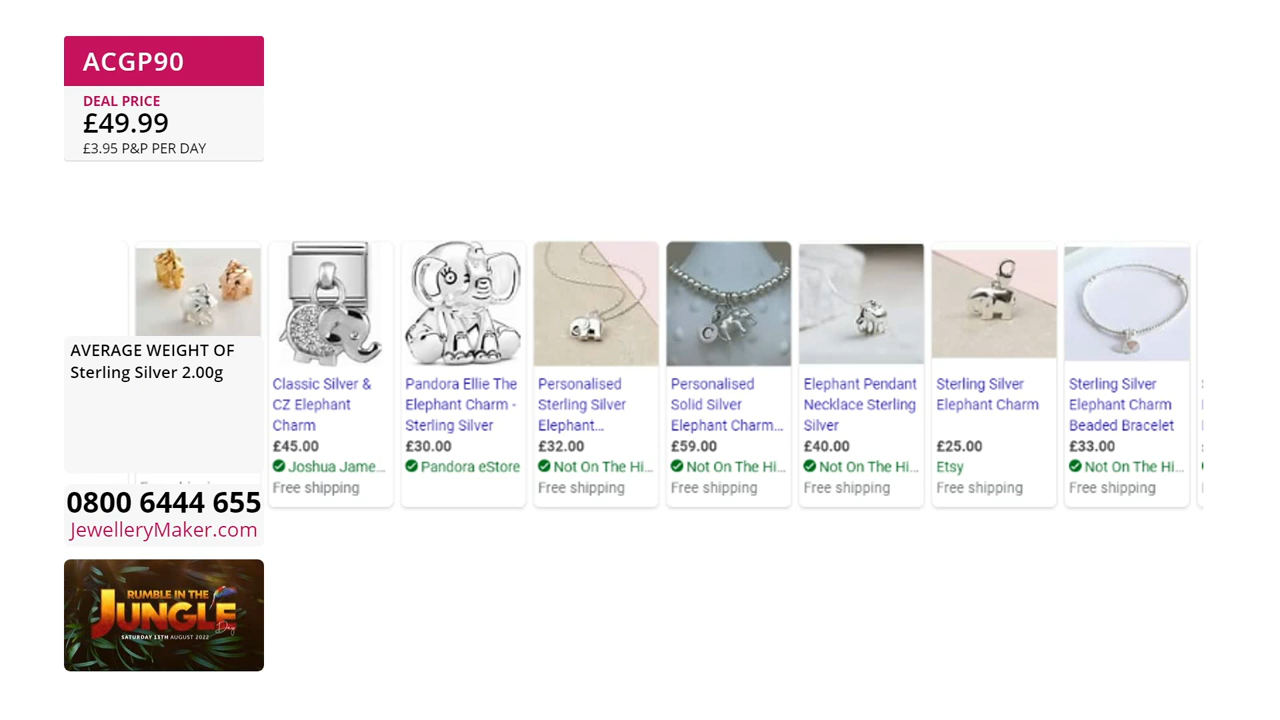 ACGP90
DEAL PRICE
£49.99
£3.95 P&P PER DAY
AVERAGE WEIGHT OF
Sterling Silver 2.00g
0800 6444 655
JewelleryMaker.com
RUMBLE IN THE
JUNGLE
Day
SATURDAY 13TH AUGUST 2022
Classic Silver &
CZ Elephant
Charm
£45.00
Joshua Jame...
Free shipping
Pandora Ellie The
Elephant Charm -
Sterling Silver
£30.00
Pandora eStore
Personalised
Sterling Silver
Elephant...
£32.00
Not On The Hi...
Free shipping
Personalised
Solid Silver
Elephant Charm...
£59.00
Not On The Hi...
Free shipping
Elephant Pendant
Necklace Sterling
Silver
£40.00
Not On The Hi...
Free shipping
Sterling Silver
Elephant Charm
£25.00
Etsy
Free shipping
Sterling Silver
Elephant Charm
Beaded Bracelet
£33.00
Not On The Hi...
Free shipping